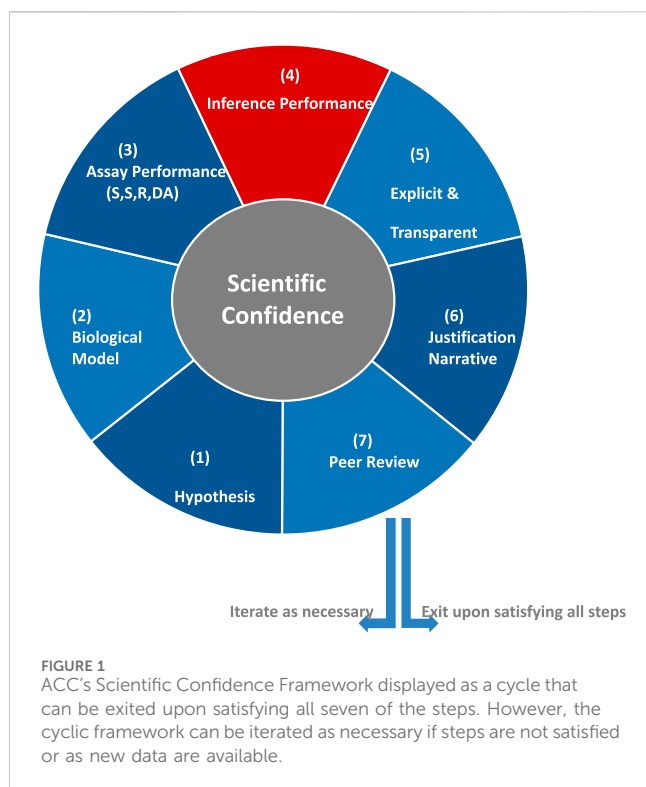 (4)
Inference Performance
(3)
Assay Performance
(S,S,R,DA)
(5)
Explicit &
Transparent
Scientific
Confidence
(2)
Biological
Model
(6)
Justification
Narrative
(1)
Hypothesis
(7)
Peer Review
Iterate as necessary
Exit upon satisfying all steps
FIGURE 1
ACC's Scientific Confidence Framework displayed as a cycle that
can be exited upon satisfying all seven of the steps. However, the
cyclic framework can be iterated as necessary if steps are not satisfied
or as new data are available.